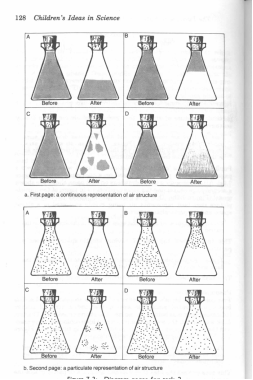 128 Children's Ideas in Science
A B
Before After Before After
C D
Before After Before After
a. First page: a continuous representation of air structure
A B
Before After Before After
C D
Before After Before After
b. Second page: a particulate representation of air structure